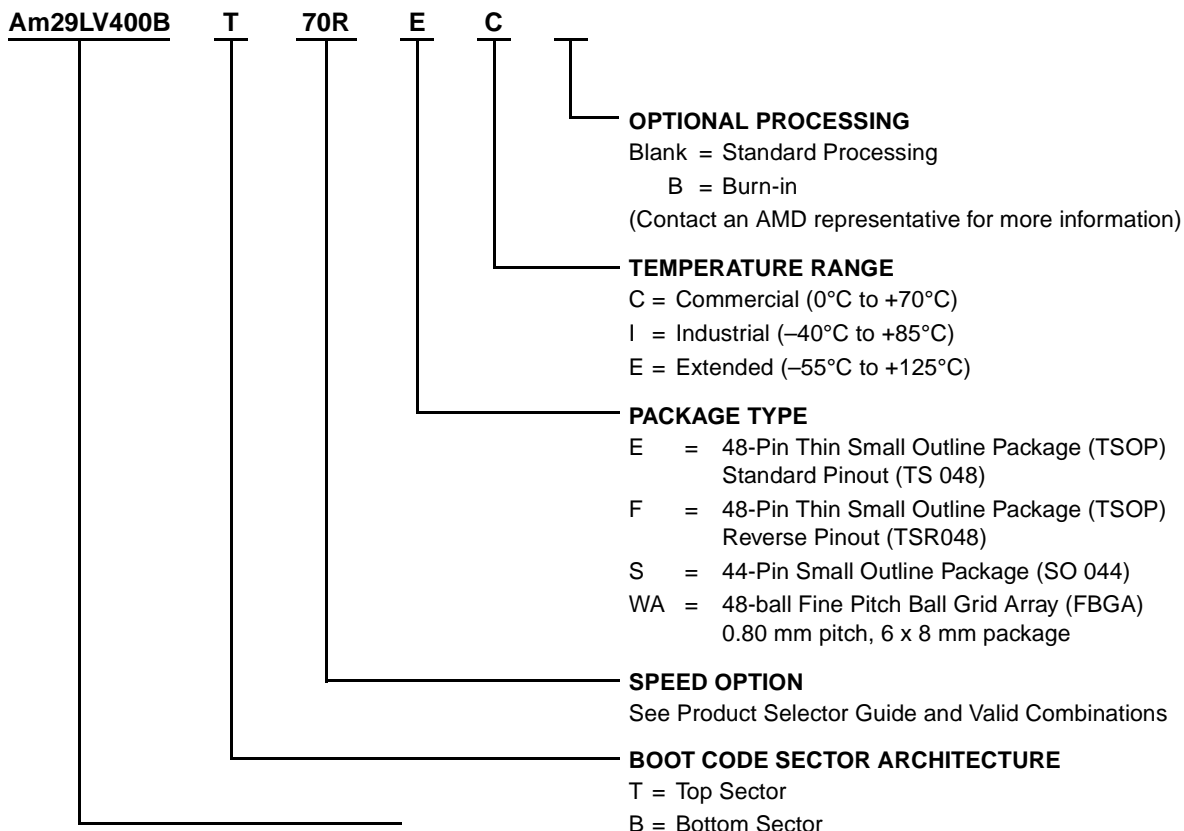 Am29LV400B T 70R E C
OPTIONAL PROCESSING
Blank = Standard Processing
B = Burn-in
(Contact an AMD representative for more information)
TEMPERATURE RANGE
C = Commercial (0°C to +70°C)
I = Industrial (–40°C to +85°C)
E = Extended (–55°C to +125°C)
PACKAGE TYPE
E = 48-Pin Thin Small Outline Package (TSOP)
Standard Pinout (TS 048)
F = 48-Pin Thin Small Outline Package (TSOP)
Reverse Pinout (TSR048)
S = 44-Pin Small Outline Package (SO 044)
WA = 48-ball Fine Pitch Ball Grid Array (FBGA)
0.80 mm pitch, 6 x 8 mm package
SPEED OPTION
See Product Selector Guide and Valid Combinations
BOOT CODE SECTOR ARCHITECTURE
T = Top Sector
B = Bottom Sector